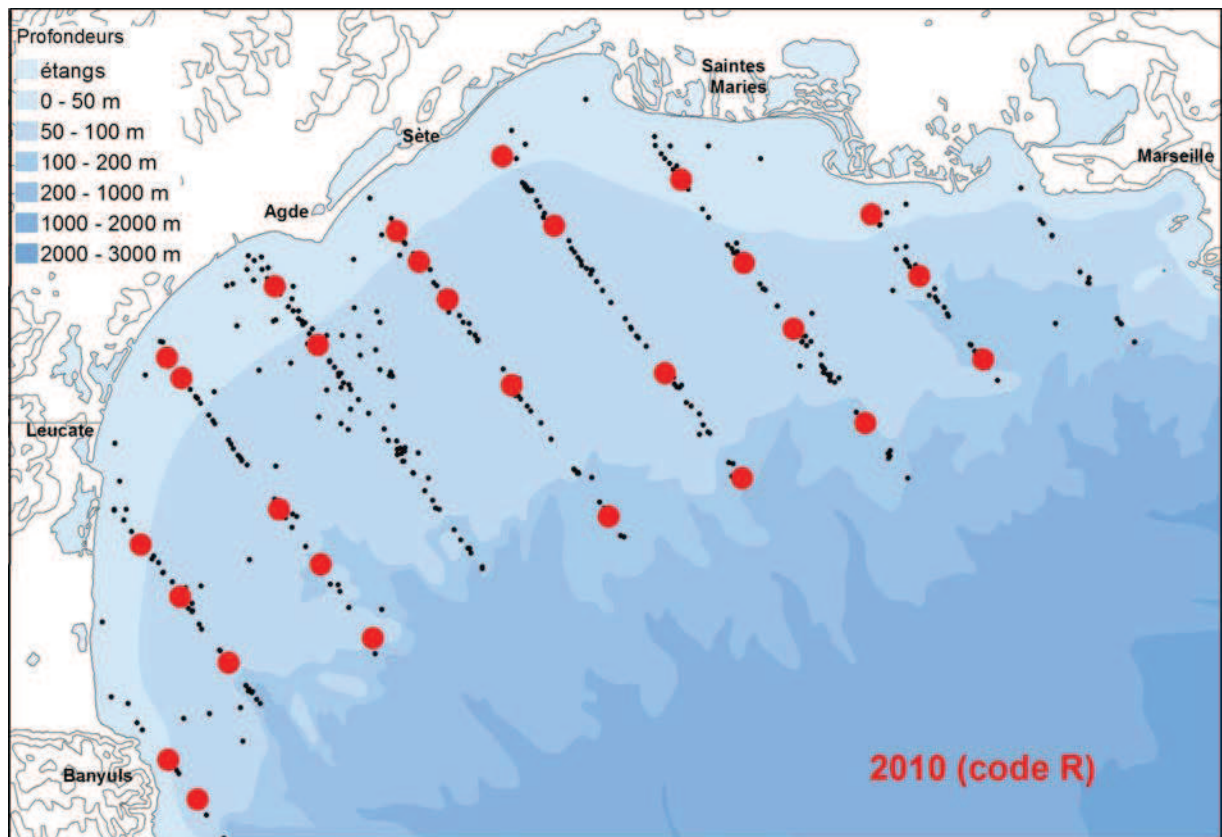 Profondeurs
étangs
0 - 50 m
50 - 100 m
100 - 200 m
200 - 1000 m
1000 - 2000 m
2000 - 3000 m
Saintes
Maries
Sète
Marseille
Agde
Leucate
Banyuls
2010 (code R)